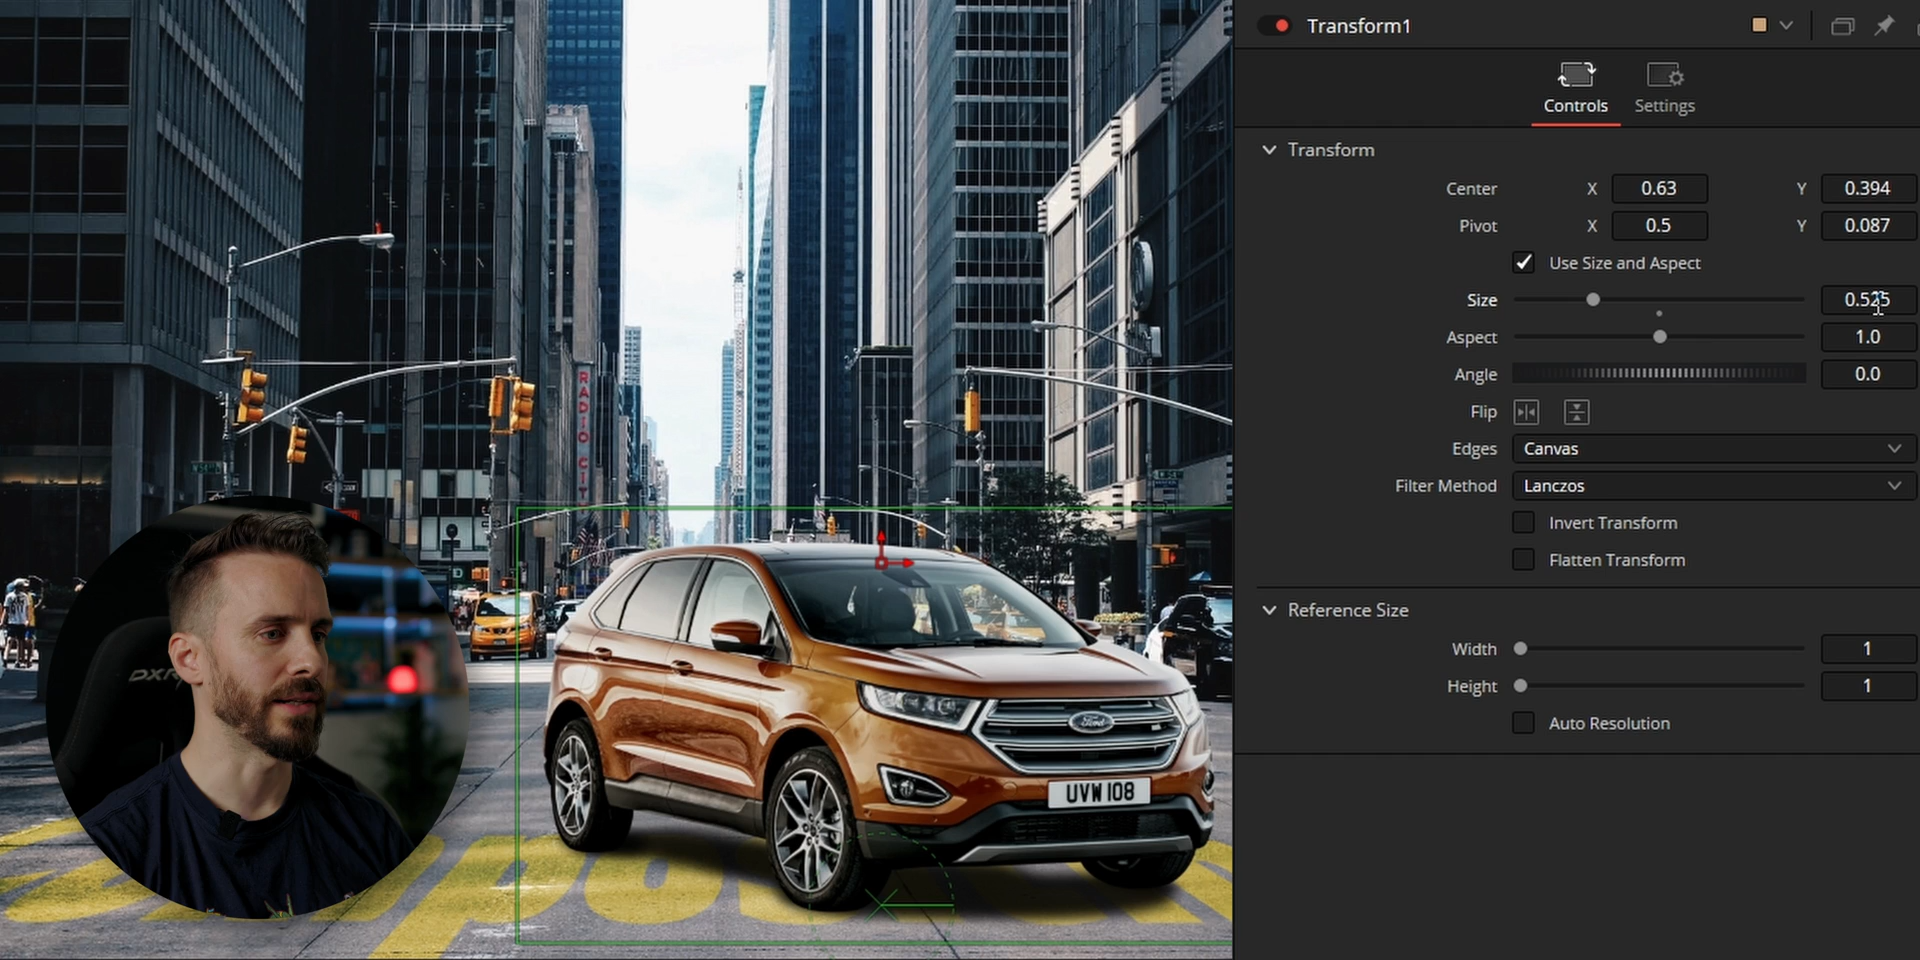 Transform1
Controls
Settings
Transform
Center X 0.63 Y 0.394
Pivot X 0.5 Y 0.087
Use Size and Aspect
Size 0.525
Aspect 1.0
Angle 0.0
Flip
Edges Canvas
Filter Method Lanczos
Invert Transform
Flatten Transform
Reference Size
Width 1
Height 1
Auto Resolution
RADIO CITY
D
DXR
Ford
UVW 108